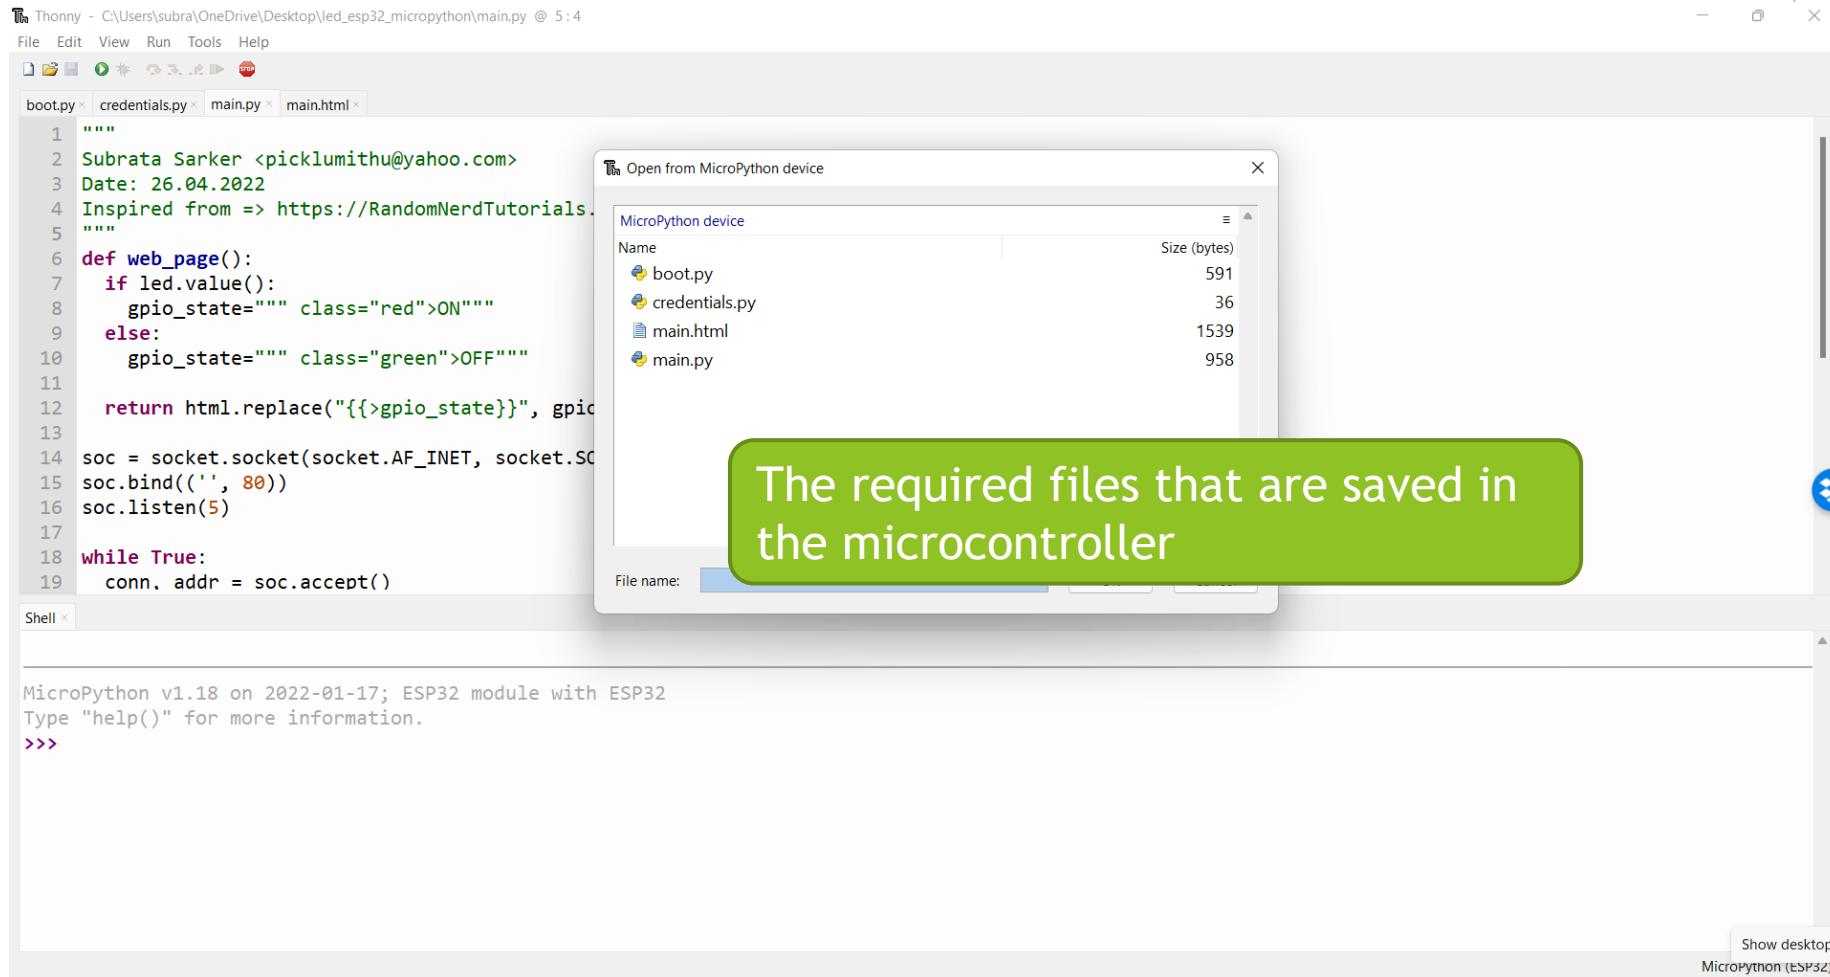 Thonny - C:\Users\subra\OneDrive\Desktop\led_esp32_micropython\main.py @ 5 : 4
File Edit View Run Tools Help
STOP
boot.py × credentials.py × main.py × main.html ×
1 """
2 Subrata Sarker <picklumithu@yahoo.com>
3 Date: 26.04.2022
4 Inspired from => https://RandomNerdTutorials.
5 """
6 def web_page():
7 if led.value():
8 gpio_state=""" class="red">ON"""
9 else:
10 gpio_state=""" class="green">OFF"""
11
12 return html.replace("{{>gpio_state}}", gpio
13
14 soc = socket.socket(socket.AF_INET, socket.SO
15 soc.bind(('', 80))
16 soc.listen(5)
17
18 while True:
19 conn, addr = soc.accept()
Open from MicroPython device
MicroPython device
Name Size (bytes)
boot.py 591
credentials.py 36
main.html 1539
main.py 958
The required files that are saved in
the microcontroller
File name:
Shell ×
MicroPython v1.18 on 2022-01-17; ESP32 module with ESP32
Type "help()" for more information.
>>>
Show desktop
MicroPython (ESP32)